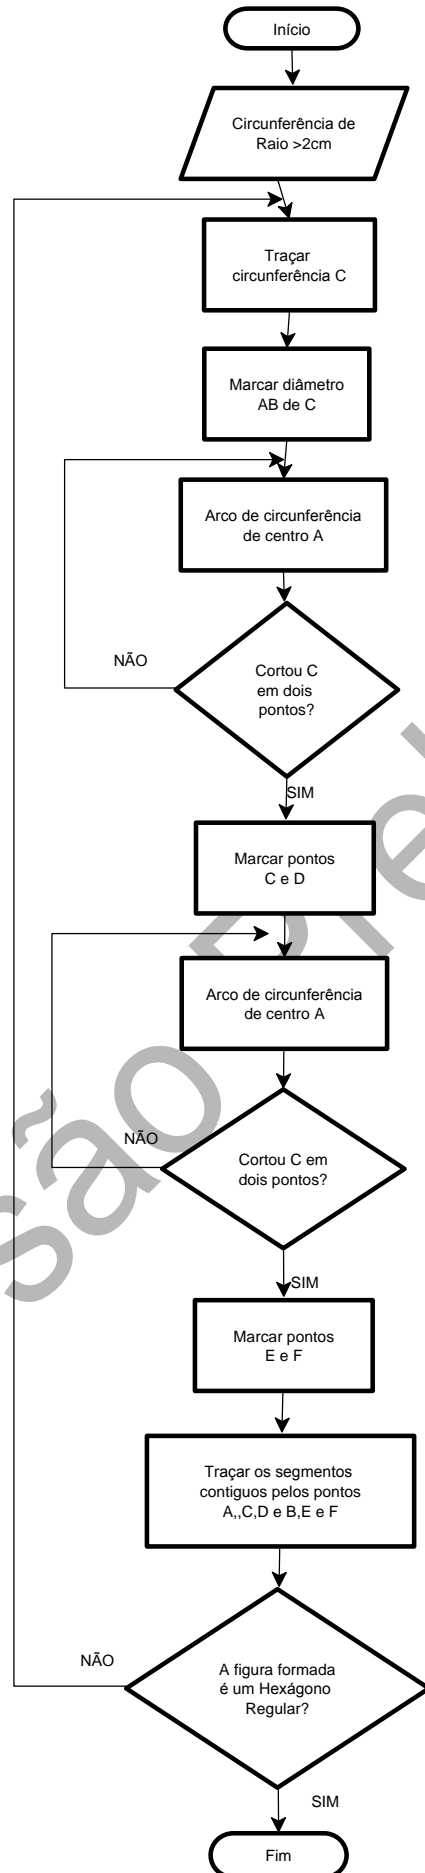 Início
Circunferência de
Raio >2cm
Traçar
circunferência C
Marcar diâmetro
AB de C
Arco de circunferência
de centro A
NÃO
Cortou C
em dois
pontos?
SIM
Marcar pontos
C e D
Arco de circunferência
de centro A
NÃO
Cortou C em
dois pontos?
SIM
Marcar pontos
E e F
Traçar os segmentos
contiguos pelos pontos
A,,C,D e B,E e F
NÃO
A figura formada
é um Hexágono
Regular?
SIM
Fim